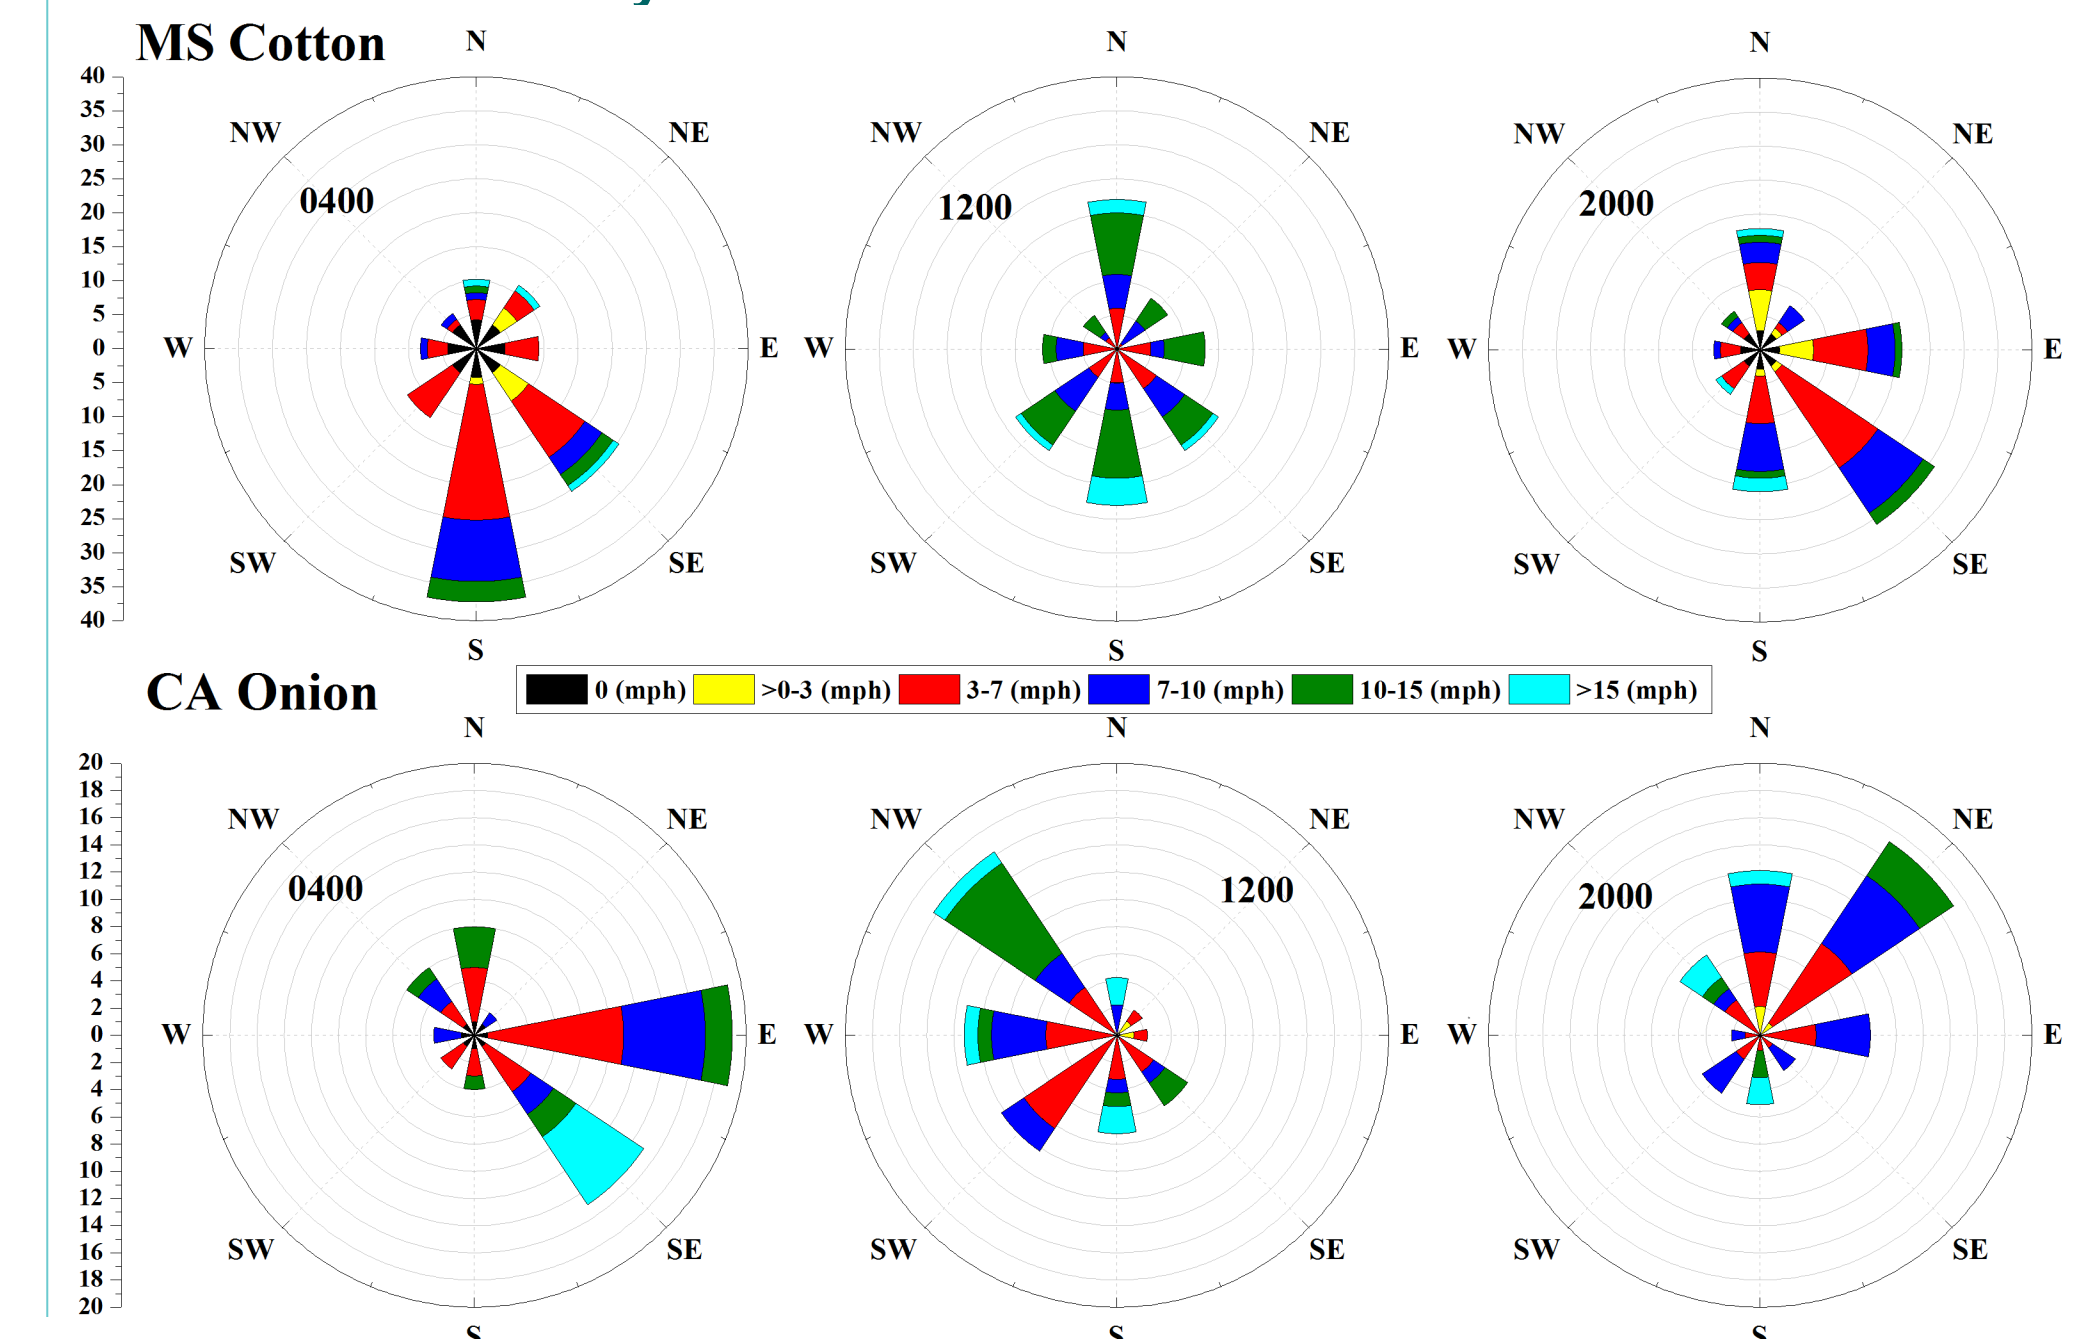 MS Cotton
N
N
N
40
35
30
25
20
15
10
5
0
5
10
15
20
25
30
35
40
NW
NE
NW
NE
NW
NE
0400
1200
2000
W
E
W
E
W
E
SW
SE
SW
SE
SW
SE
S
S
S
0 (mph)
>0-3 (mph)
3-7 (mph)
7-10 (mph)
10-15 (mph)
>15 (mph)
CA Onion
N
N
N
20
18
16
14
12
10
8
6
4
2
0
2
4
6
8
10
12
14
16
18
20
NW
NE
NW
NE
NW
NE
0400
1200
2000
W
E
W
E
W
E
SW
SE
SW
SE
SW
SE
S
S
S